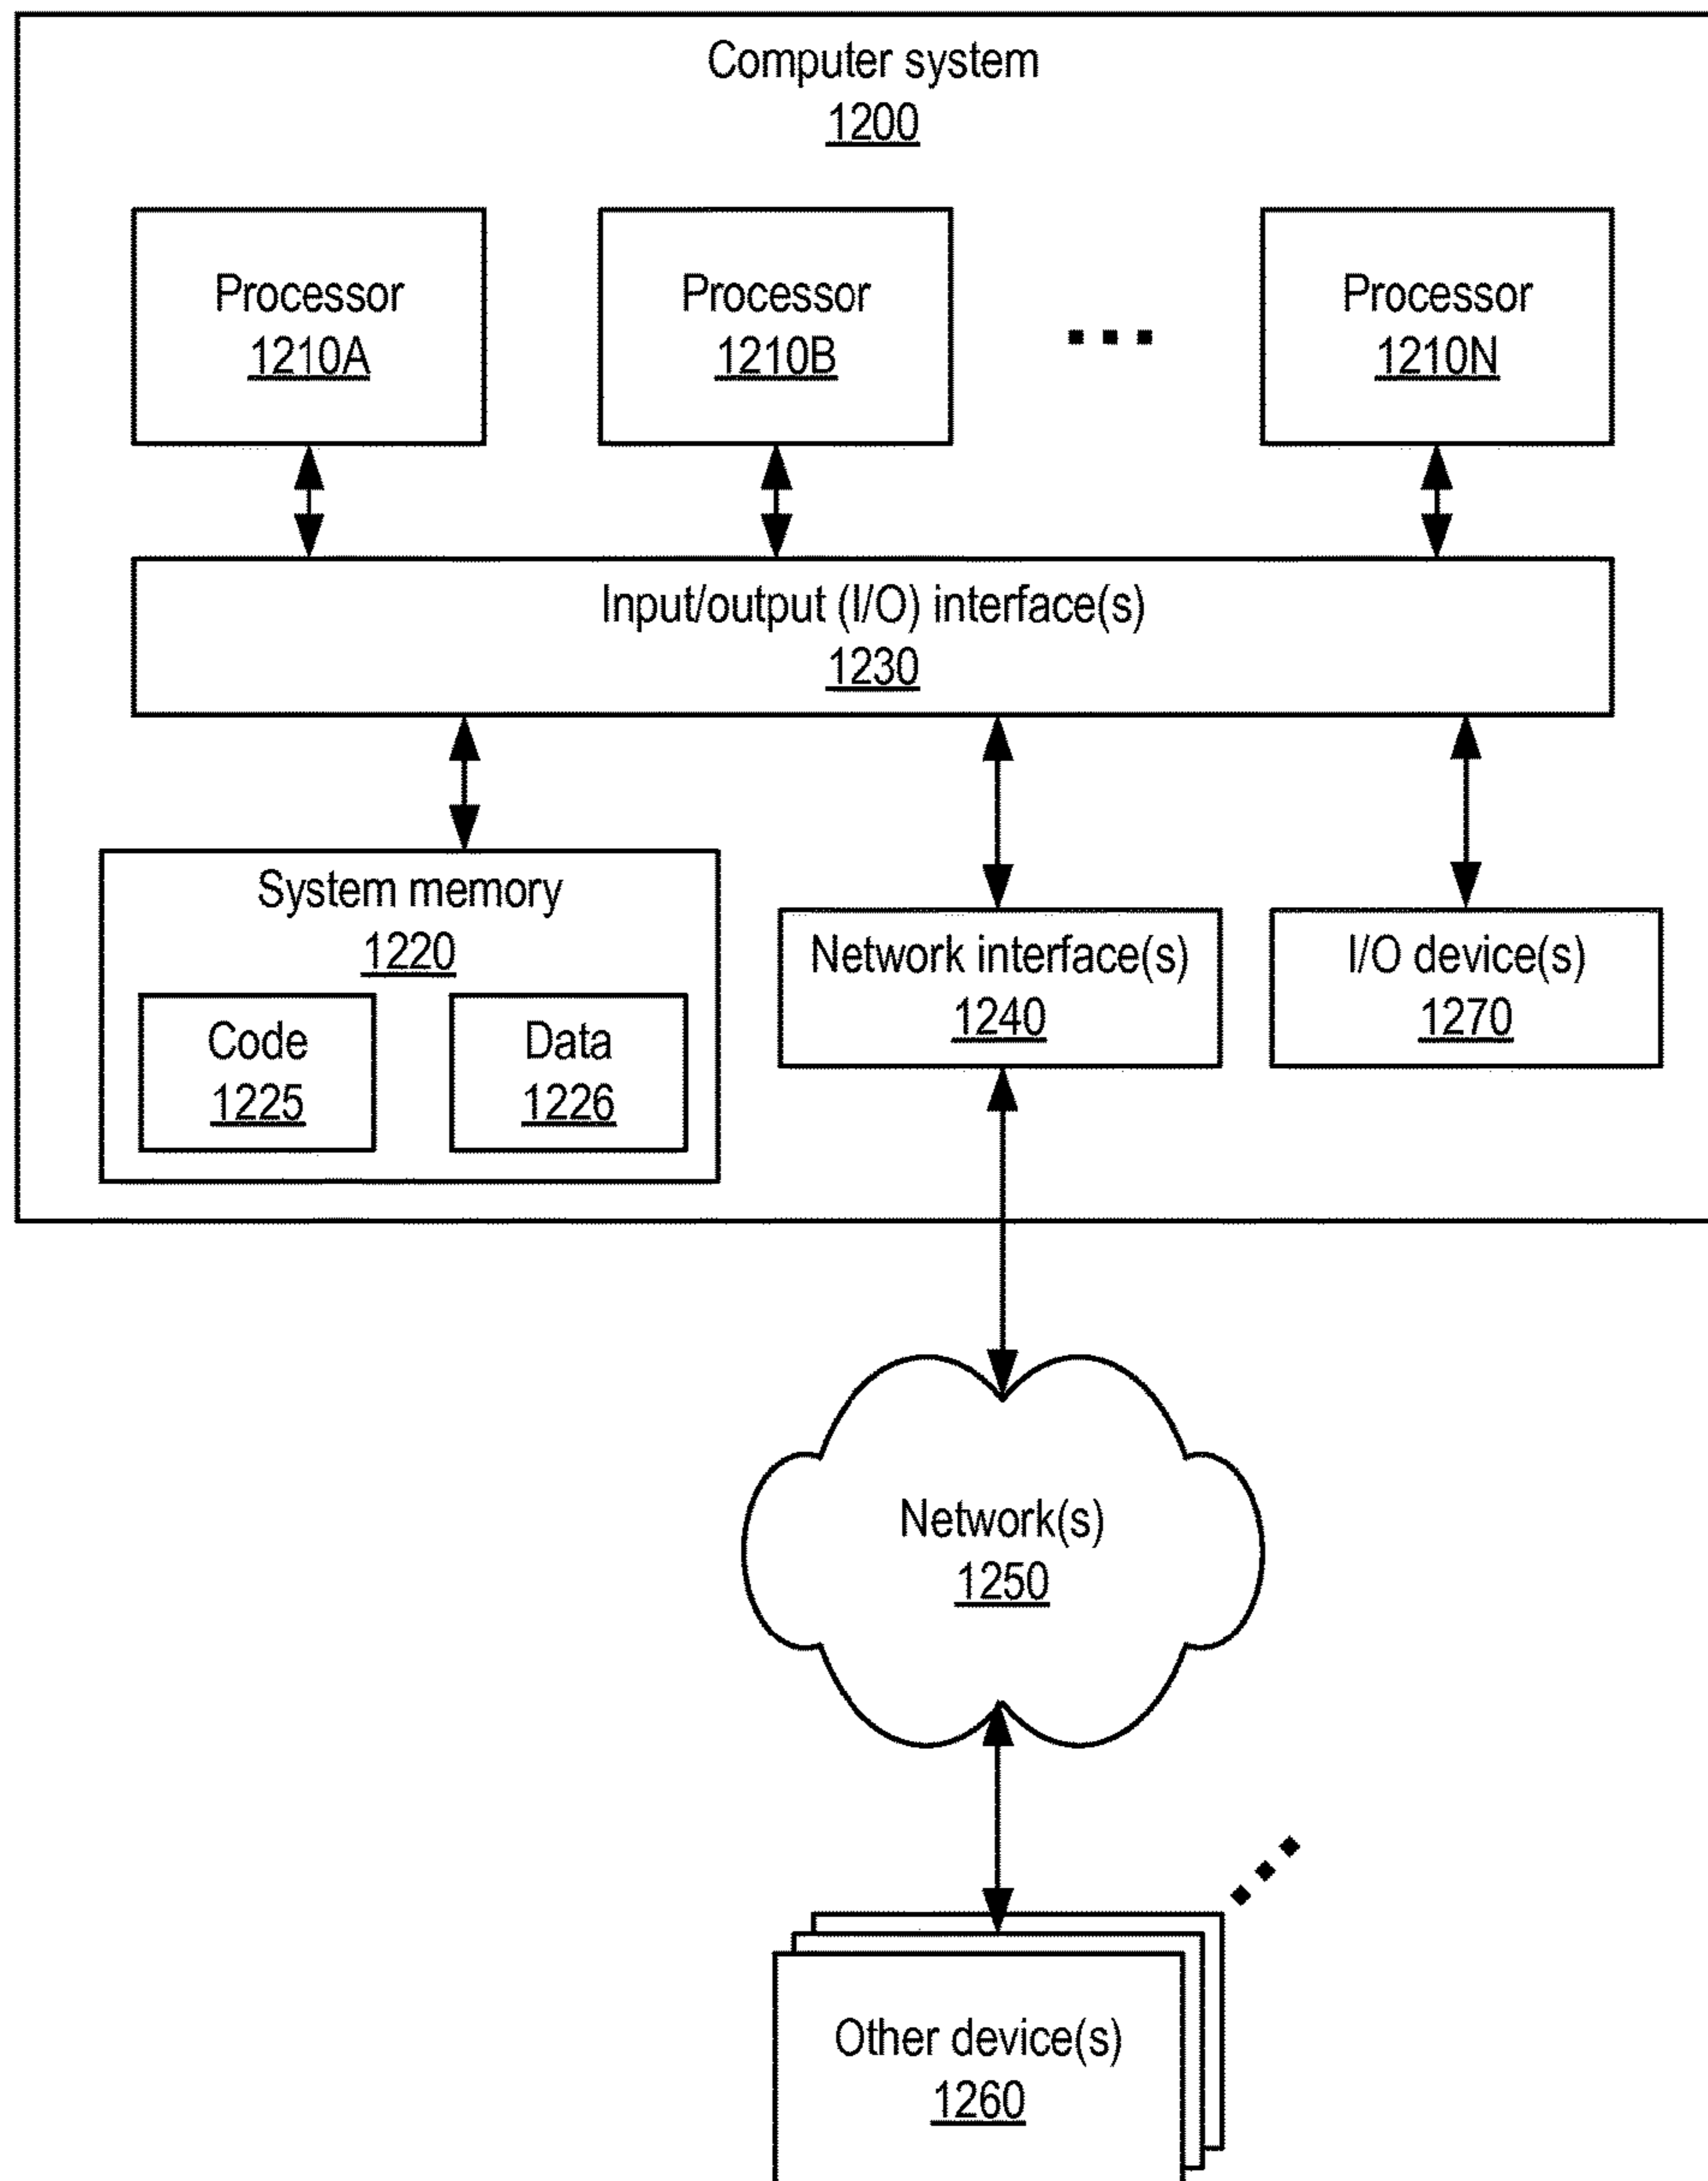 Computer system
1200
Processor
1210A
Processor
1210B
Processor
1210N
Input/output (I/O) interface(s)
1230
System memory
1220
Code
1225
Data
1226
Network interface(s)
1240
I/O device(s)
1270
Network(s)
1250
Other device(s)
1260